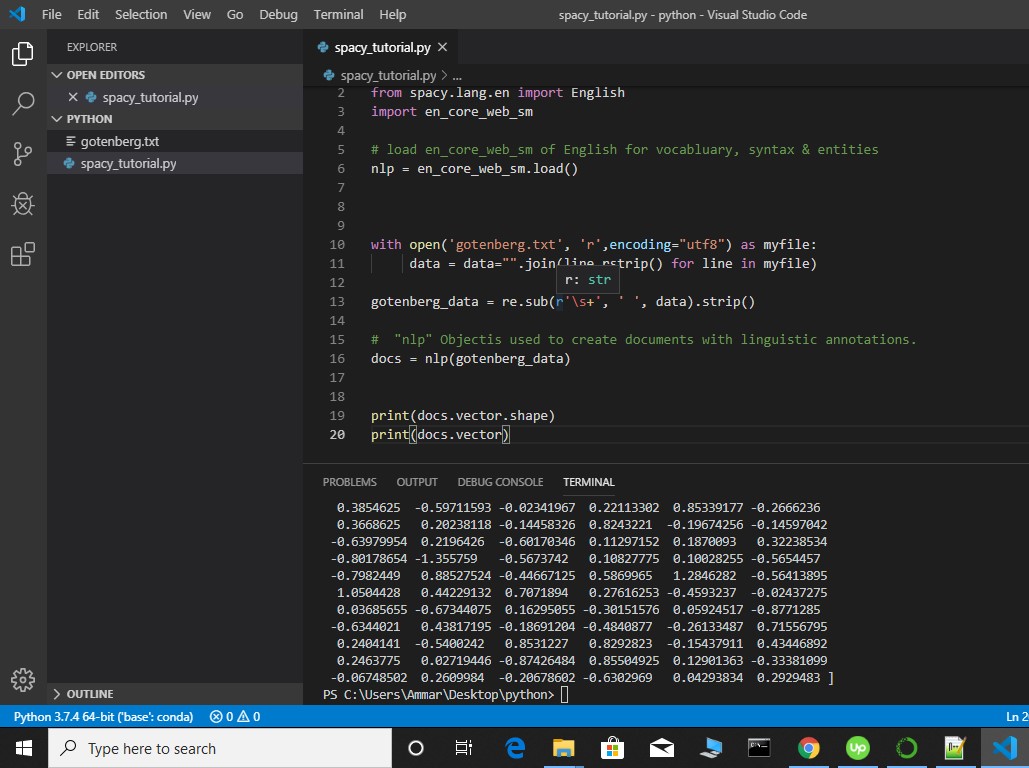 File Edit Selection View Go Debug Terminal Help
spacy_tutorial.py - python - Visual Studio Code
EXPLORER
OPEN EDITORS
spacy_tutorial.py
PYTHON
gotenberg.txt
spacy_tutorial.py
OUTLINE
spacy_tutorial.py
spacy_tutorial.py > ...
2 from spacy.lang.en import English
3 import en_core_web_sm
4
5 # load en_core_web_sm of English for vocabluary, syntax & entities
6 nlp = en_core_web_sm.load()
7
8
9
10 with open('gotenberg.txt', 'r',encoding="utf8") as myfile:
11 data = data="".join(line.rstrip() for line in myfile)
12
r: str
13 gotenberg_data = re.sub(r'\s+', ' ', data).strip()
14
15 # "nlp" Objectis used to create documents with linguistic annotations.
16 docs = nlp(gotenberg_data)
17
18
19 print(docs.vector.shape)
20 print(docs.vector)
PROBLEMS OUTPUT DEBUG CONSOLE TERMINAL
0.3854625 -0.59711593 -0.02341967 0.22113302 0.85339177 -0.2666236
0.3668625 0.20238118 -0.14458326 0.8243221 -0.19674256 -0.14597042
-0.63979954 0.2196426 -0.60170346 0.11297152 0.1870093 0.32238534
-0.80178654 -1.355759 -0.5673742 0.10827775 0.10028255 -0.5654457
-0.7982449 0.88527524 -0.44667125 0.5869965 1.2846282 -0.56413895
1.0504428 0.44229132 0.7071894 0.27616253 -0.4593237 -0.02437275
0.03685655 -0.67344075 0.16295055 -0.30151576 0.05924517 -0.8771285
-0.6344021 0.43817195 -0.18691204 -0.4840877 -0.26133487 0.71556795
0.2404141 -0.5400242 0.8531227 0.8292823 -0.15437911 0.43446892
0.2463775 0.02719446 -0.87426484 0.85504925 0.12901363 -0.33381099
-0.06748502 0.2609984 -0.20678602 -0.6302969 0.04293834 0.2929483 ]
PS C:\Users\Ammar\Desktop\python>
Python 3.7.4 64-bit ('base': conda) 0 0 Ln 2
Type here to search
up